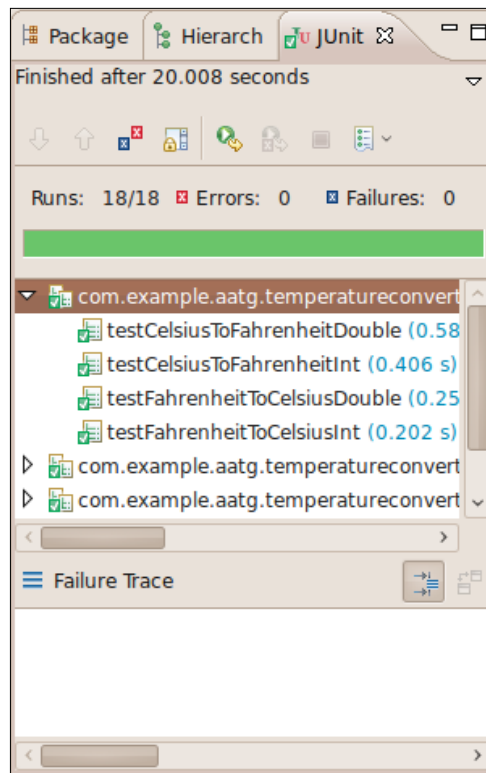 Package Hierarch Ju JUnit
Finished after 20.008 seconds
Runs: 18/18 Errors: 0 Failures: 0
com.example.aatg.temperatureconvert
testCelsiusToFahrenheitDouble (0.58
testCelsiusToFahrenheitInt (0.406 s)
testFahrenheitToCelsiusDouble (0.25
testFahrenheitToCelsiusInt (0.202 s)
com.example.aatg.temperatureconvert
com.example.aatg.temperatureconvert
Failure Trace